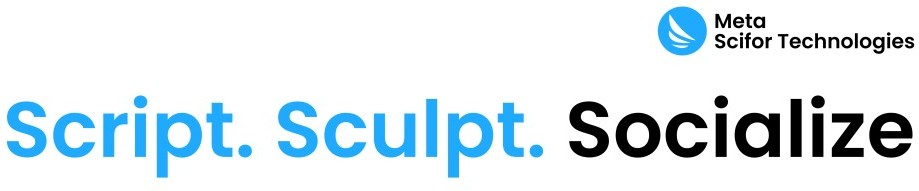 Meta
Scifor Technologies
Script. Sculpt. Socialize